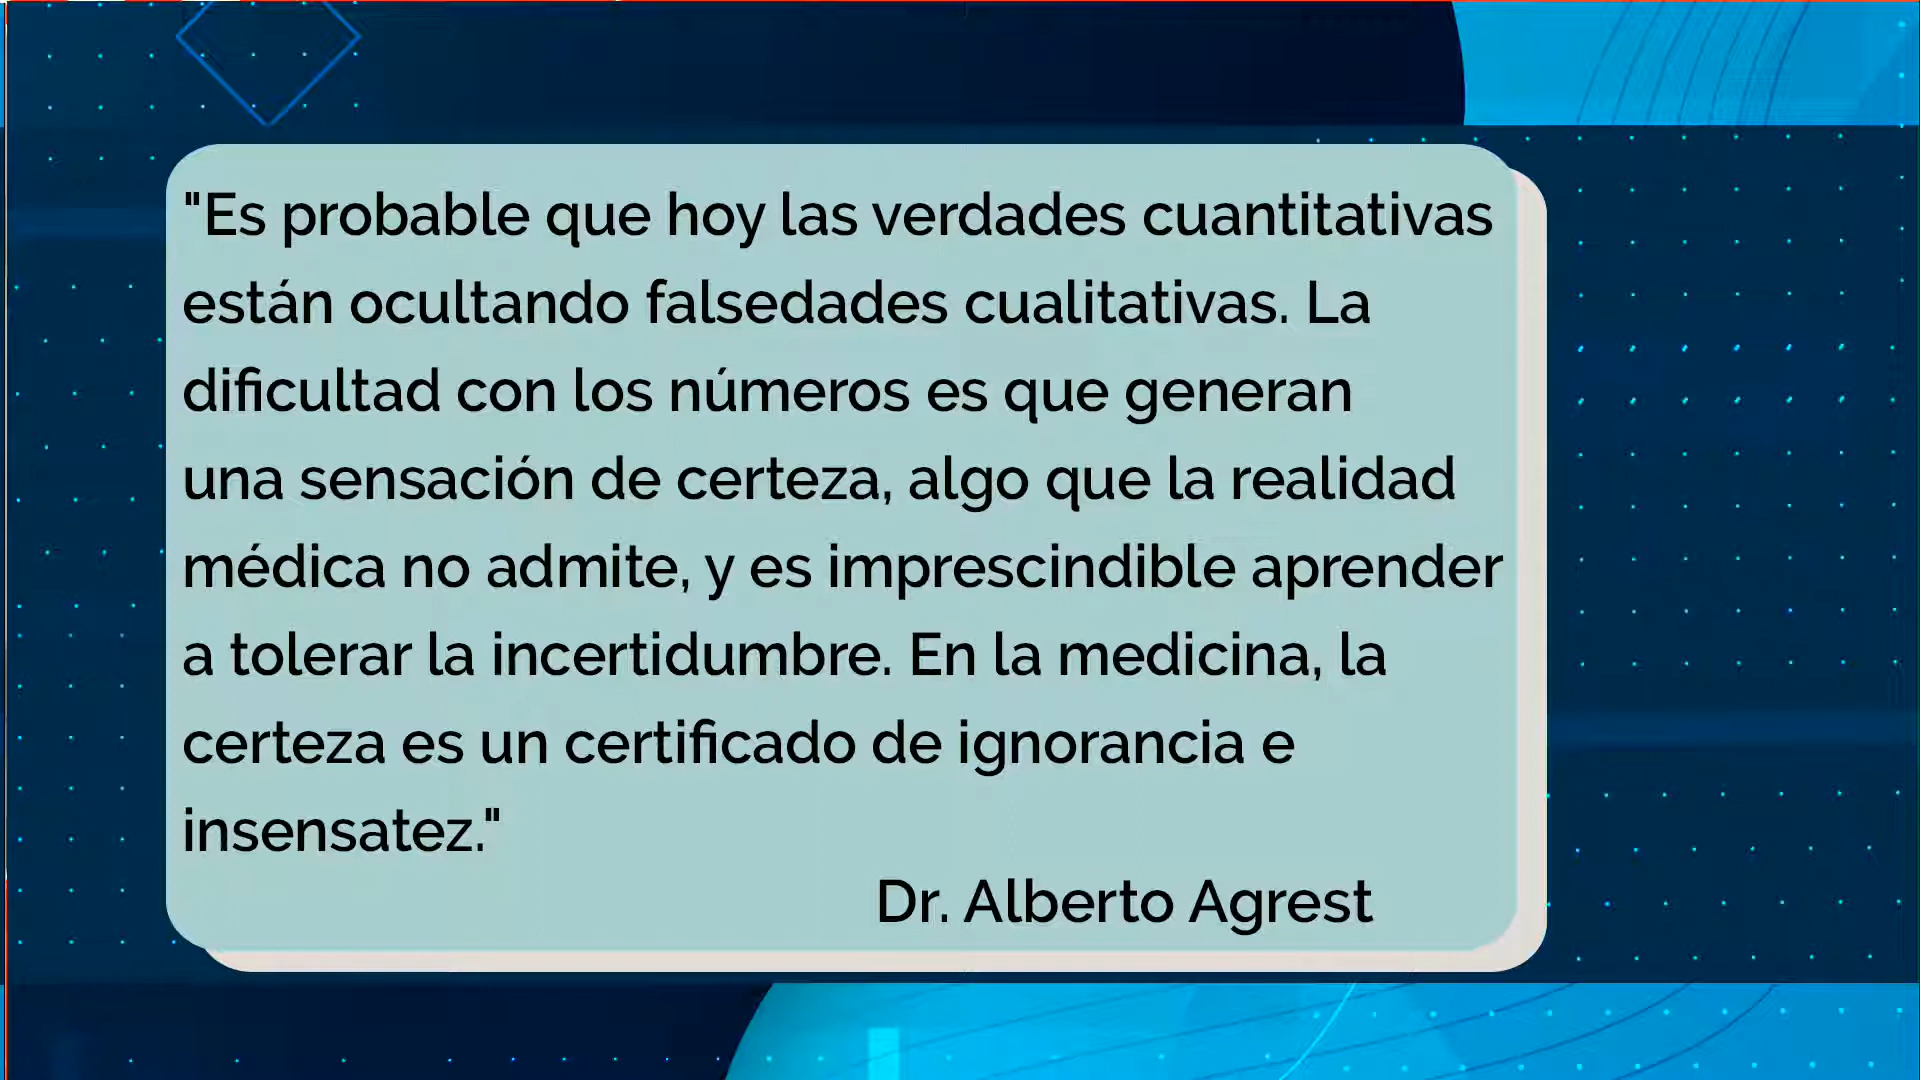 "Es probable que hoy las verdades cuantitativas
están ocultando falsedades cualitativas. La
dificultad con los números es que generan
una sensación de certeza, algo que la realidad
médica no admite, y es imprescindible aprender
a tolerar la incertidumbre. En la medicina, la
certeza es un certificado de ignorancia e
insensatez."
Dr. Alberto Agrest